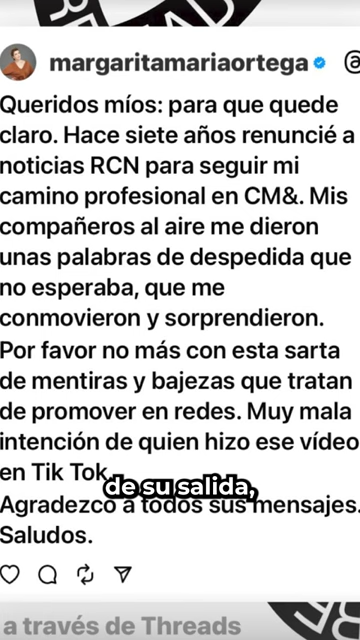 margaritamariaortega
Queridos míos: para que quede
claro. Hace siete años renuncié a
noticias RCN para seguir mi
camino profesional en CM&. Mis
compañeros al aire me dieron
unas palabras de despedida que
no esperaba, que me
conmovieron y sorprendieron.
Por favor no más con esta sarta
de mentiras y bajezas que tratan
de promover en redes. Muy mala
intención de quien hizo ese vídeo
en Tik Tok
de su salida,
Agradezco a todos sus mensajes.
Saludos.
a través de Threads